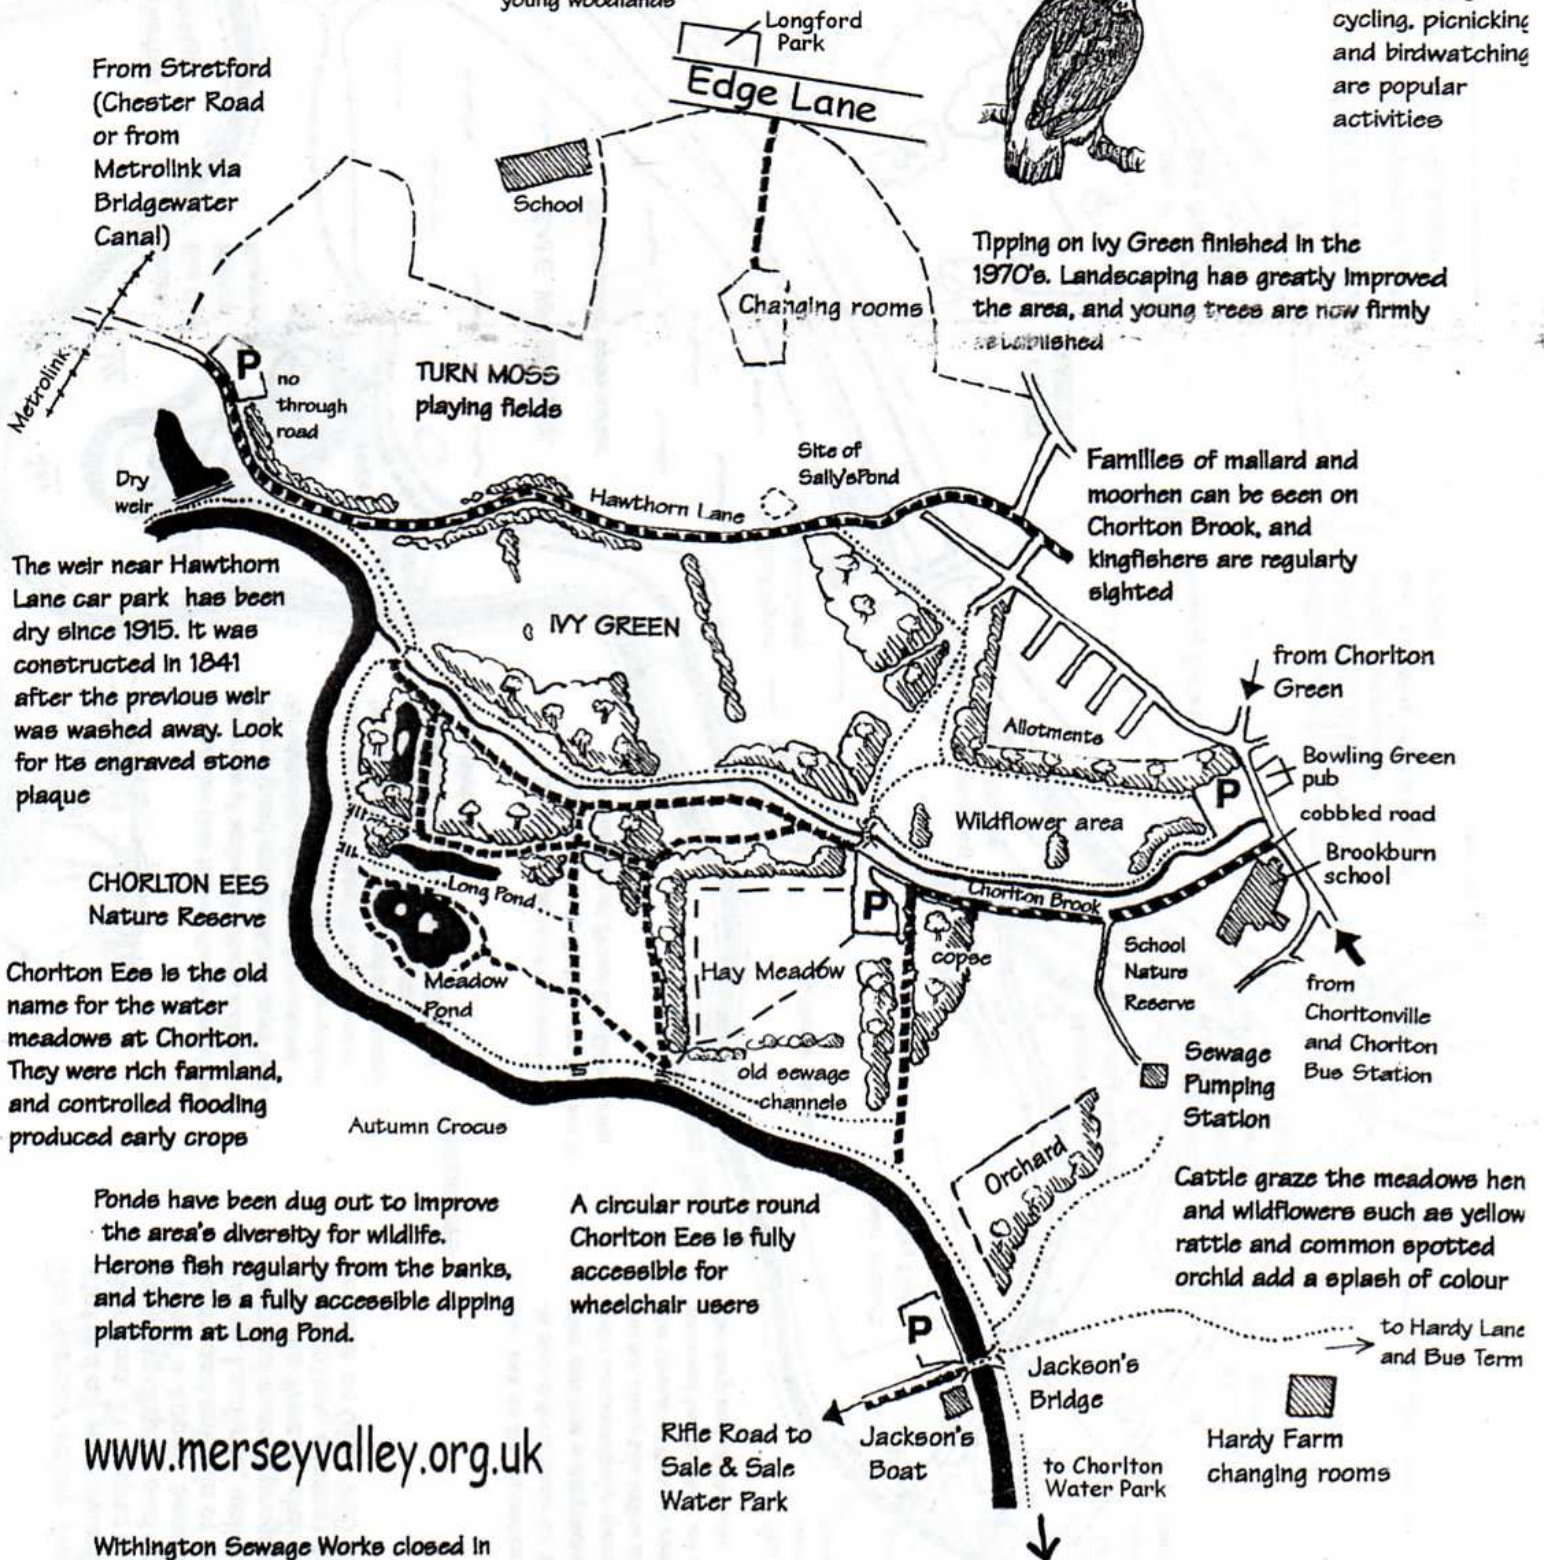 young woodlands
Longford
Park
Edge Lane
cycling, picnicking
and birdwatching
are popular
activities
From Stretford
(Chester Road
or from
Metrolink via
Bridgewater
Canal)
School
Changing rooms
Tipping on Ivy Green finished in the
1970's. Landscaping has greatly improved
the area, and young trees are now firmly
established
Metrolink
P
no
through
road
TURN MOSS
playing fields
Dry
weir
Hawthorn Lane
Site of
Sally'sPond
Families of mallard and
moorhen can be seen on
Chorlton Brook, and
kingfishers are regularly
sighted
The weir near Hawthorn
Lane car park has been
dry since 1915. It was
constructed in 1841
after the previous weir
was washed away. Look
for its engraved stone
plaque
IVY GREEN
from Chorlton
Green
Allotments
Bowling Green
pub
P
cobbled road
Wildflower area
Brookburn
school
CHORLTON EES
Nature Reserve
Long Pond
Chorlton Brook
P
Hay Meadow
copse
School
Nature
Reserve
from
Chorltonville
and Chorlton
Bus Station
Meadow
Pond
Chorlton Ees is the old
name for the water
meadows at Chorlton.
They were rich farmland,
and controlled flooding
produced early crops
old sewage
channels
Sewage
Pumping
Station
Autumn Crocus
Orchard
Ponds have been dug out to improve
the area's diversity for wildlife.
Herons fish regularly from the banks,
and there is a fully accessible dipping
platform at Long Pond.
A circular route round
Chorlton Ees is fully
accessible for
wheelchair users
Cattle graze the meadows hen
and wildflowers such as yellow
rattle and common spotted
orchid add a splash of colour
P
to Hardy Lane
and Bus Term
Jackson's
Bridge
www.merseyvalley.org.uk
Rifle Road to
Sale & Sale
Water Park
Jackson's
Boat
to Chorlton
Water Park
Hardy Farm
changing rooms
Withington Sewage Works closed in